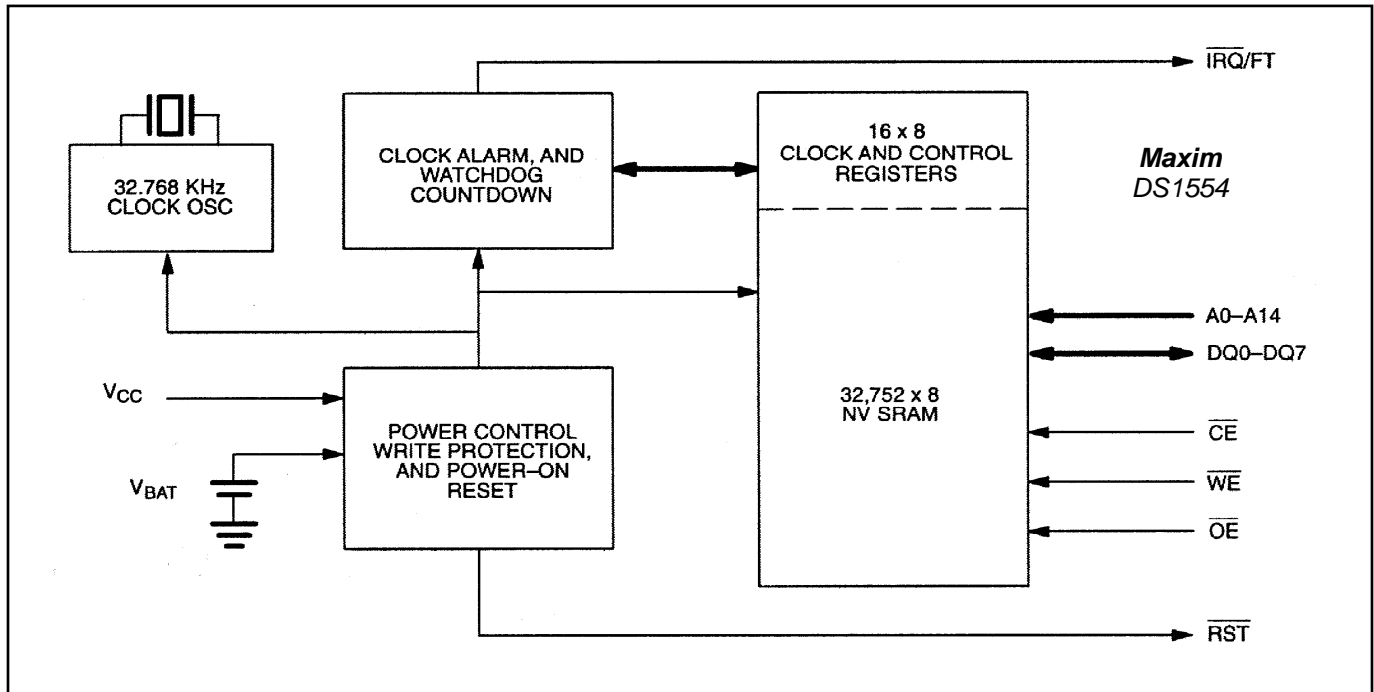 IRQ/FT
32.768 KHz
CLOCK OSC
CLOCK ALARM, AND
WATCHDOG
COUNTDOWN
16 x 8
CLOCK AND CONTROL
REGISTERS
Maxim
DS1554
VCC
VBAT
POWER CONTROL
WRITE PROTECTION,
AND POWER–ON
RESET
32,752 x 8
NV SRAM
A0–A14
DQ0–DQ7
CE
WE
OE
RST